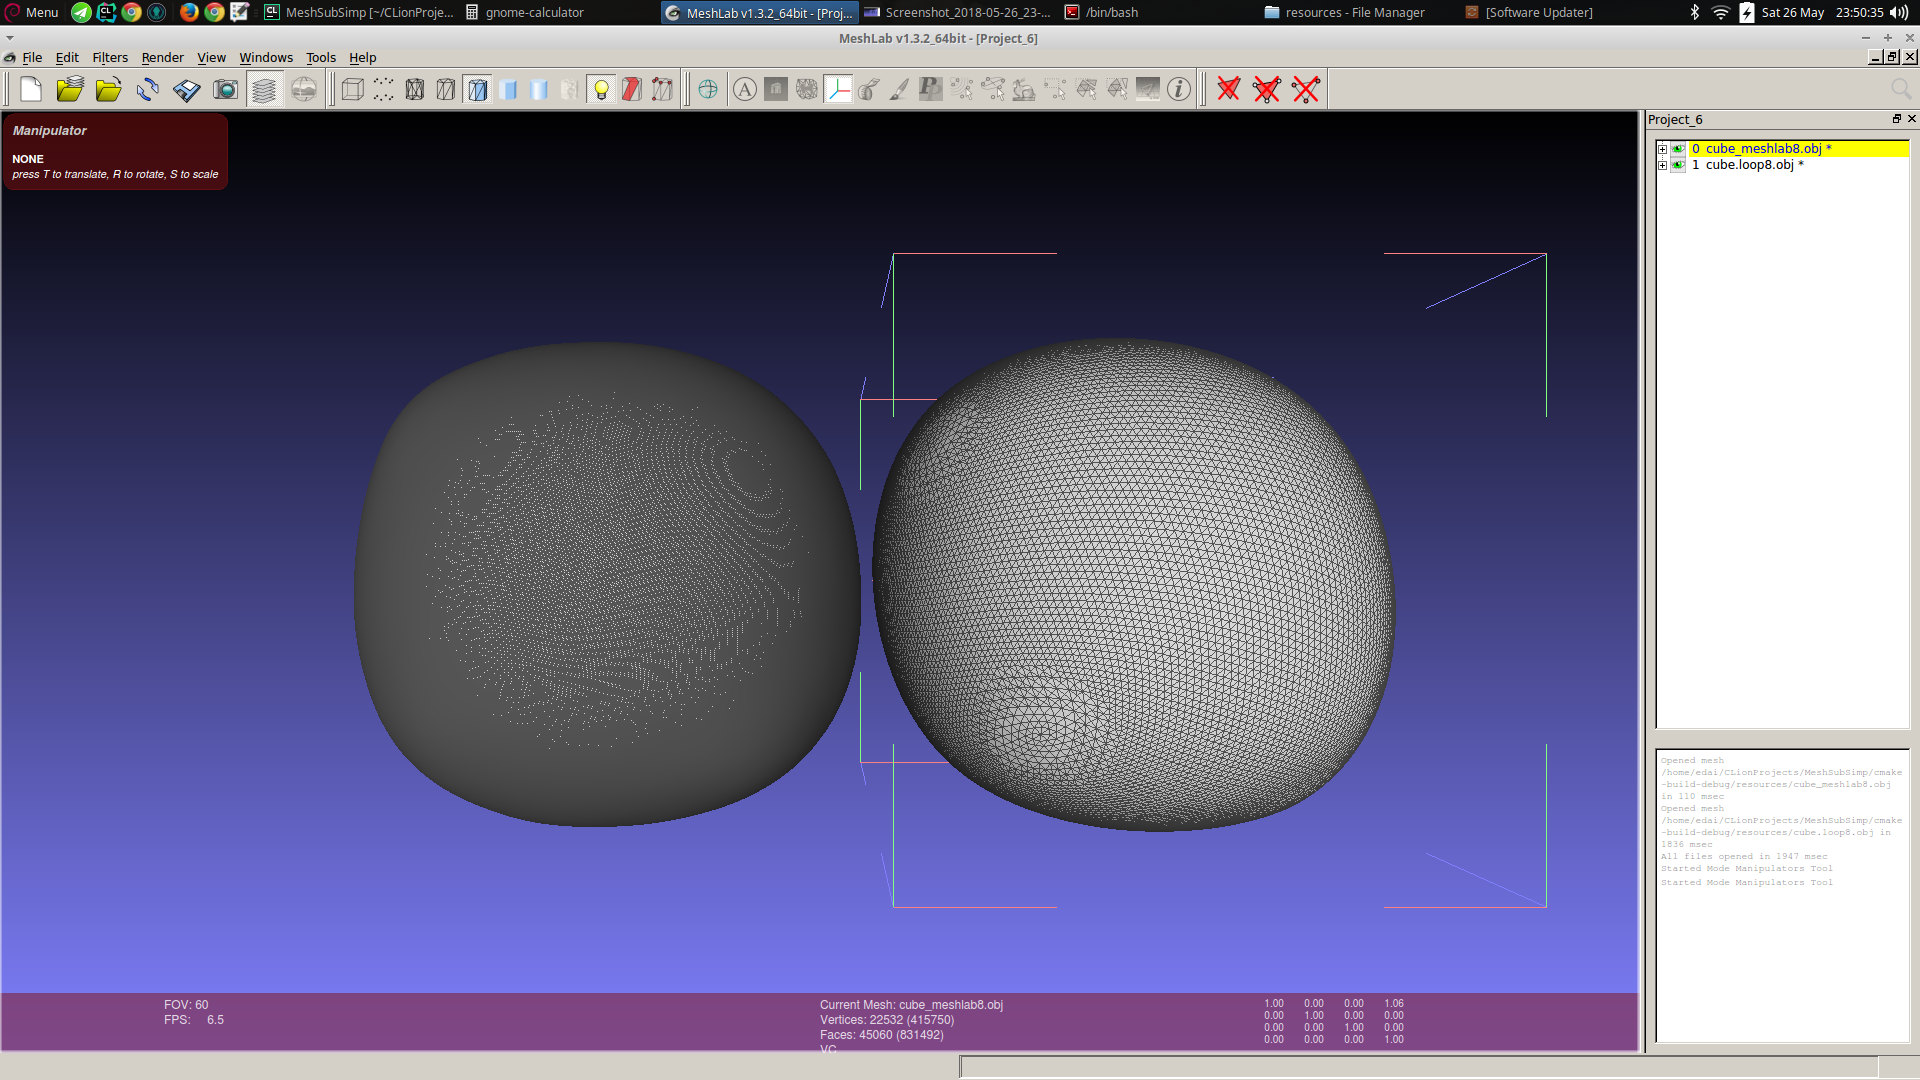 Menu
MeshSubSimp [~/CLionProje...
gnome-calculator
MeshLab v1.3.2_64bit - [Proj...
Screenshot_2018-05-26_23-...
/bin/bash
resources - File Manager
[Software Updater]
Sat 26 May 23:50:35
MeshLab v1.3.2_64bit - [Project_6]
File Edit Filters Render View Windows Tools Help
Manipulator
NONE
press T to translate, R to rotate, S to scale
Project_6
0 cube_meshlab8.obj *
1 cube.loop8.obj *
Opened mesh
/home/edai/CLionProjects/MeshSubSimp/cmake
-build-debug/resources/cube_meshlab8.obj
in 110 msec
Opened mesh
/home/edai/CLionProjects/MeshSubSimp/cmake
-build-debug/resources/cube.loop8.obj in
1836 msec
All files opened in 1947 msec
Started Mode Manipulators Tool
Started Mode Manipulators Tool
FOV: 60
FPS: 6.5
Current Mesh: cube_meshlab8.obj
Vertices: 22532 (415750)
Faces: 45060 (831492)
VC
1.00 0.00 0.00 1.06
0.00 1.00 0.00 0.00
0.00 0.00 1.00 0.00
0.00 0.00 0.00 1.00